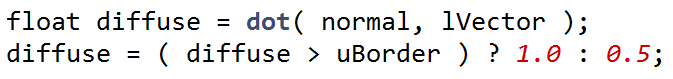 float diffuse = dot( normal, lVector );
diffuse = ( diffuse > uBorder ) ? 1.0 : 0.5;